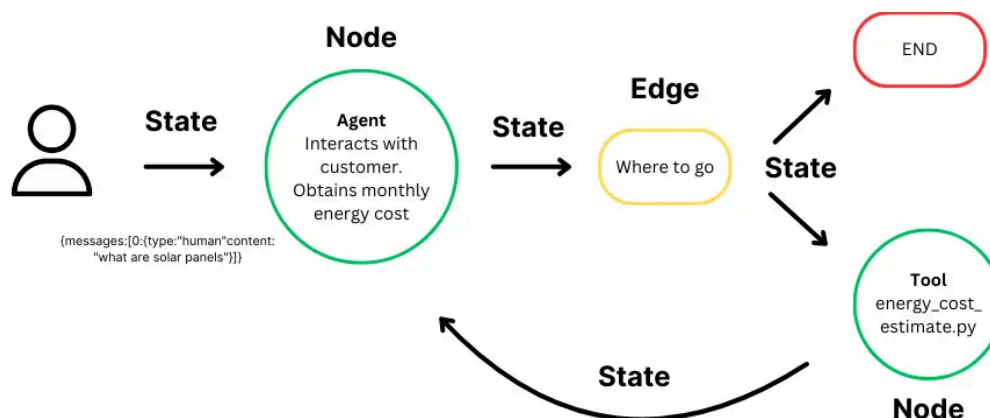 Node
Agent
Interacts with
customer.
Obtains monthly
energy cost
State
{messages:[0:{type:"human"content:
"what are solar panels"}]}
State
Edge
Where to go
State
END
Tool
energy_cost_
estimate.py
Node
State